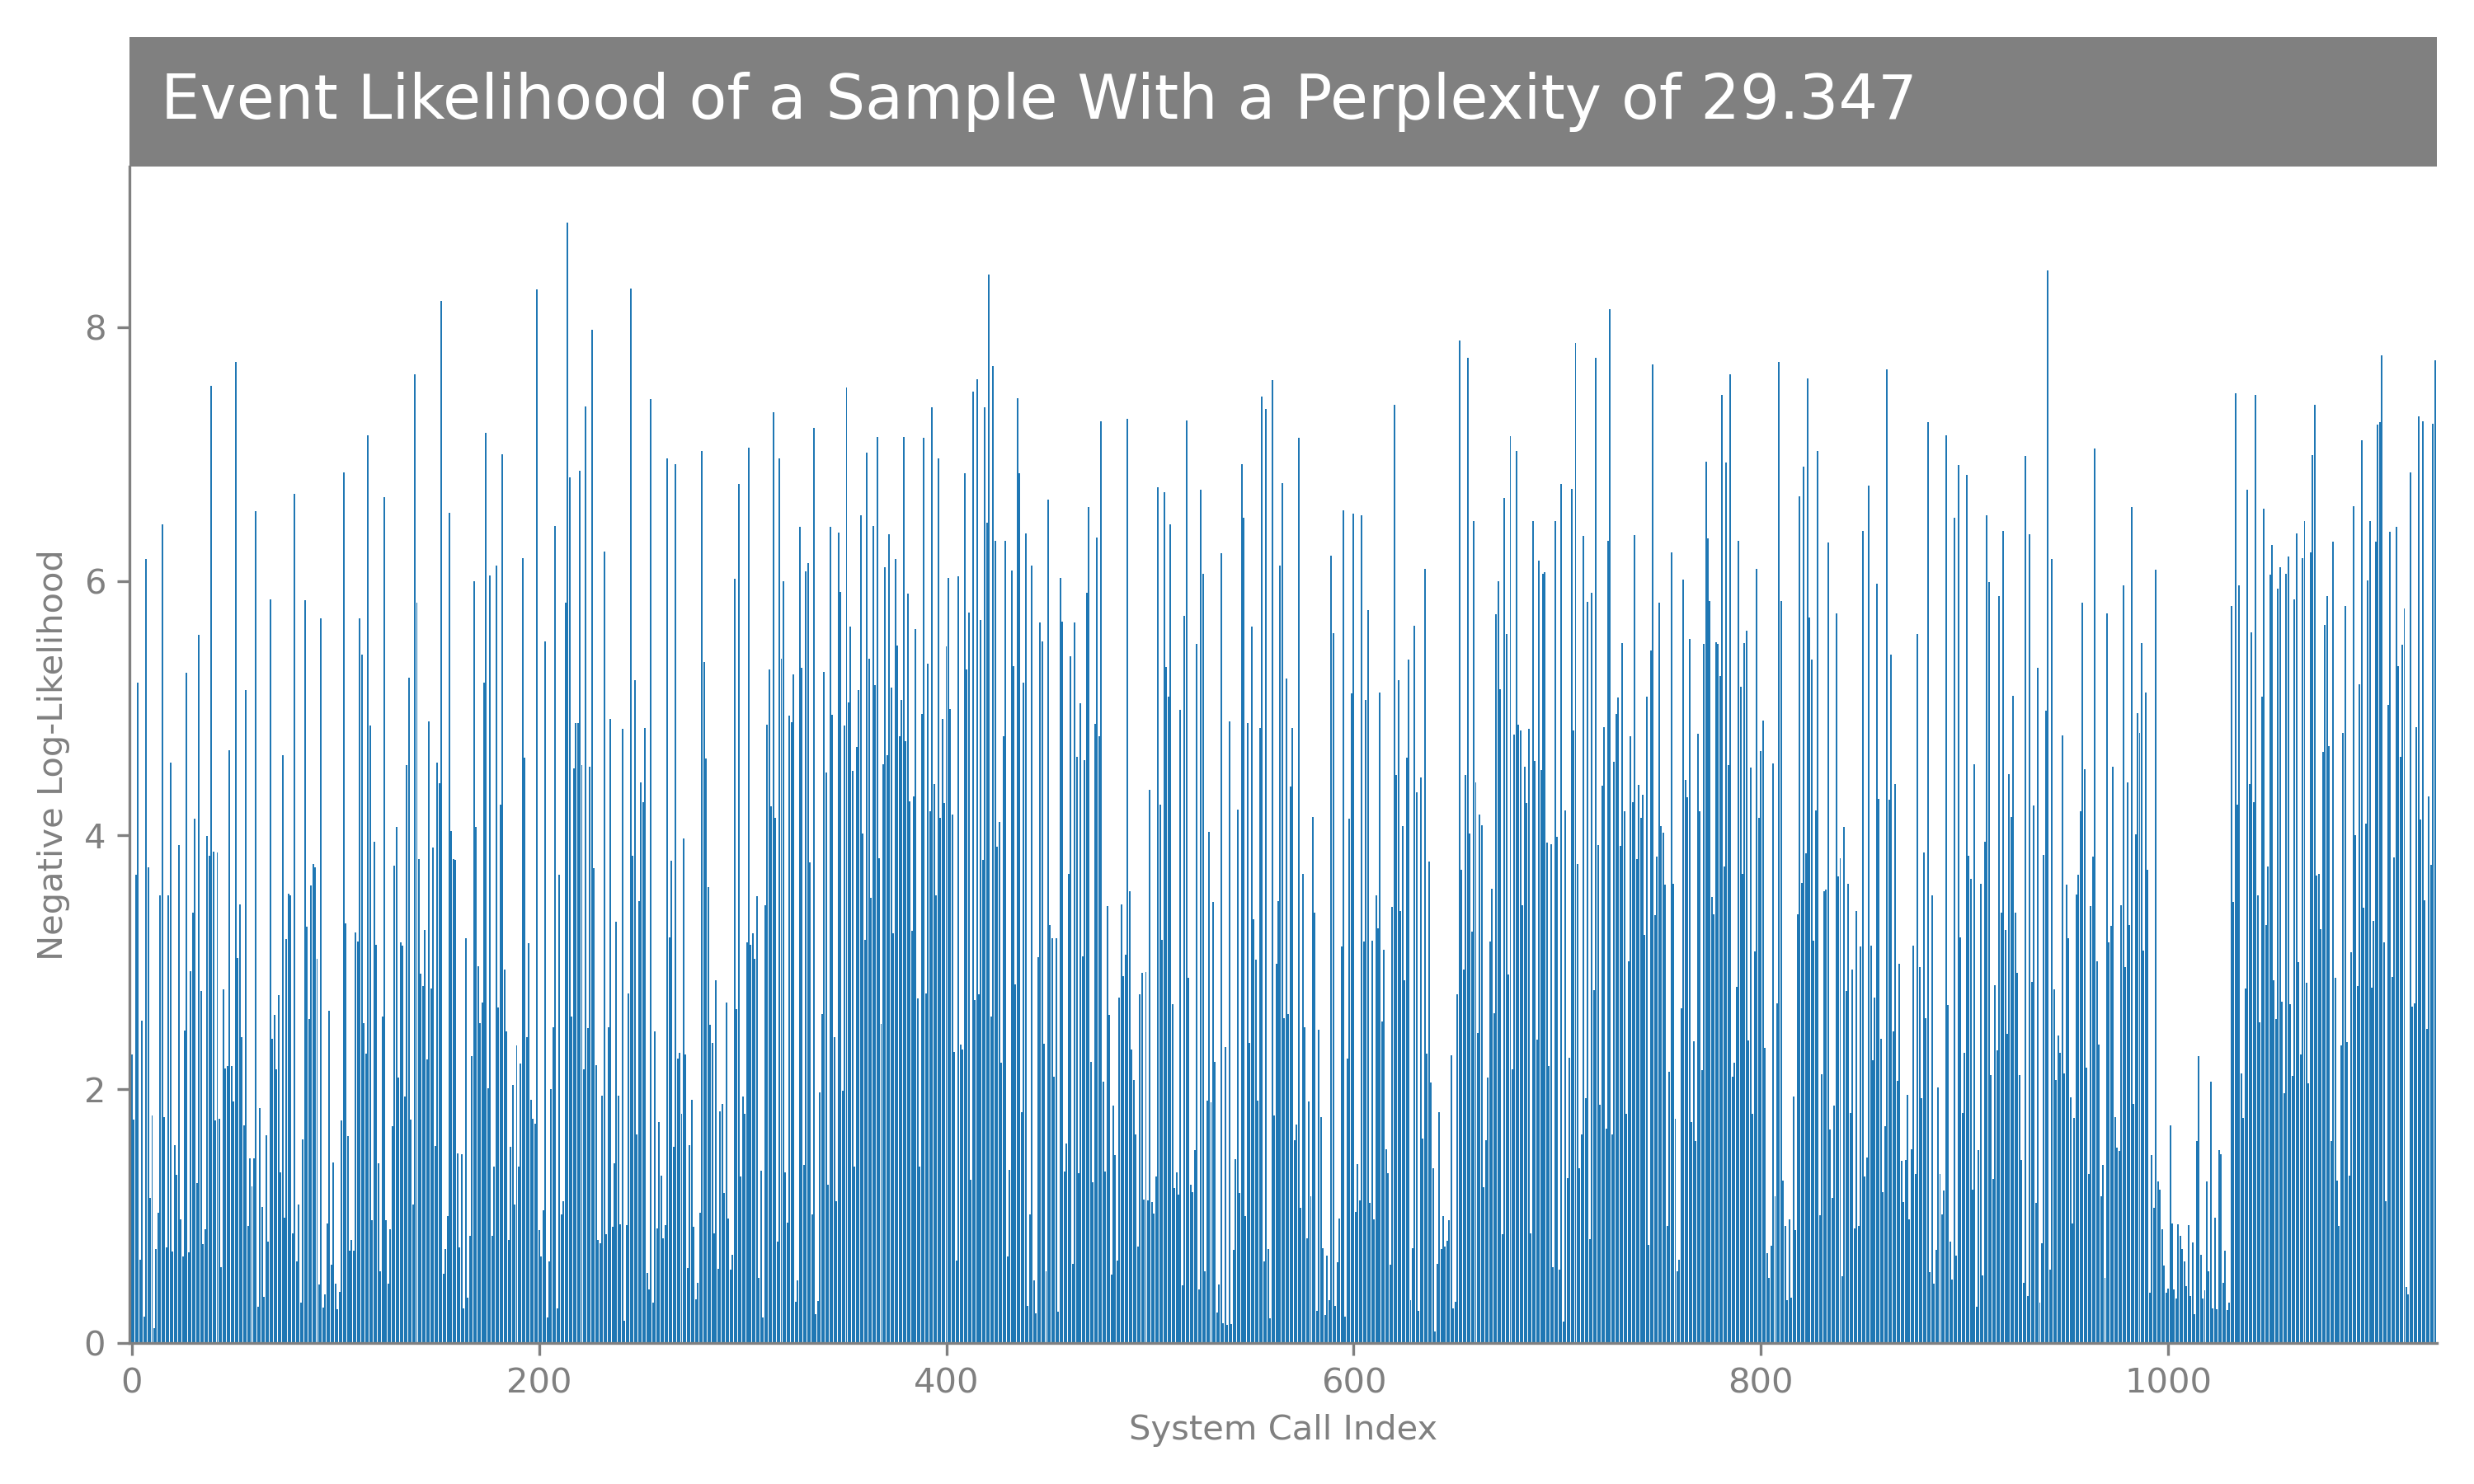 Event Likelihood of a Sample With a Perplexity of 29.347
Negative Log-Likelihood
8
6
4
2
0
0 200 400 600 800 1000
System Call Index